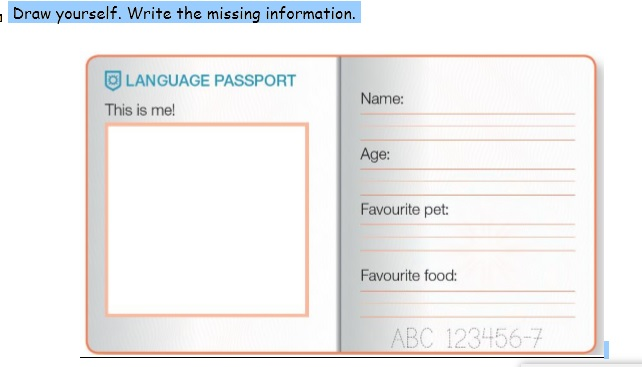 Draw yourself. Write the missing information.
LANGUAGE PASSPORT
This is me!
Name:
Age:
Favourite pet:
Favourite food:
ABC 123456-7